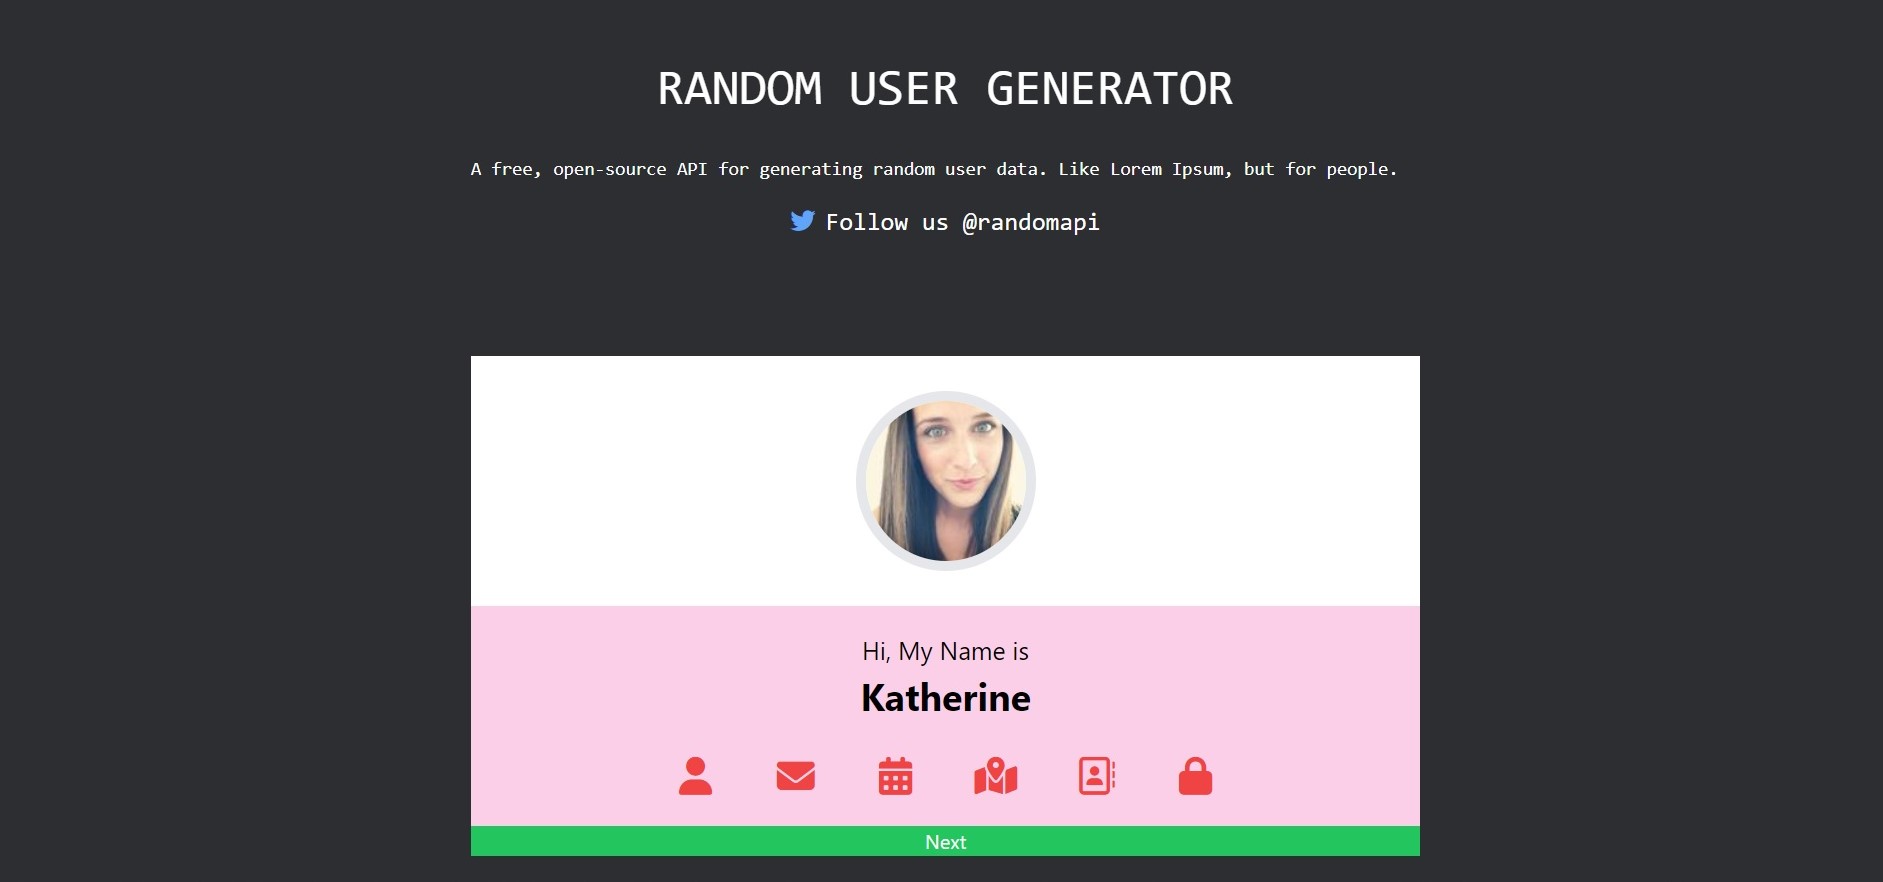 RANDOM USER GENERATOR
A free, open-source API for generating random user data. Like Lorem Ipsum, but for people.
Follow us @randomapi
Hi, My Name is
Katherine
Next